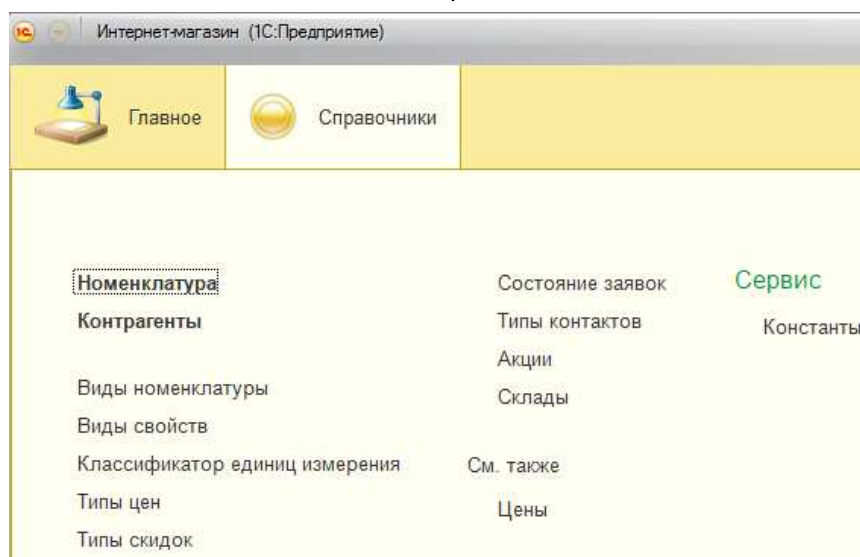 1С Интернет-магазин (1С:Предприятие)
Главное
Справочники
Номенклатура
Контрагенты
Виды номенклатуры
Виды свойств
Классификатор единиц измерения
Типы цен
Типы скидок
Состояние заявок
Типы контактов
Акции
Склады
См. также
Цены
Сервис
Константы